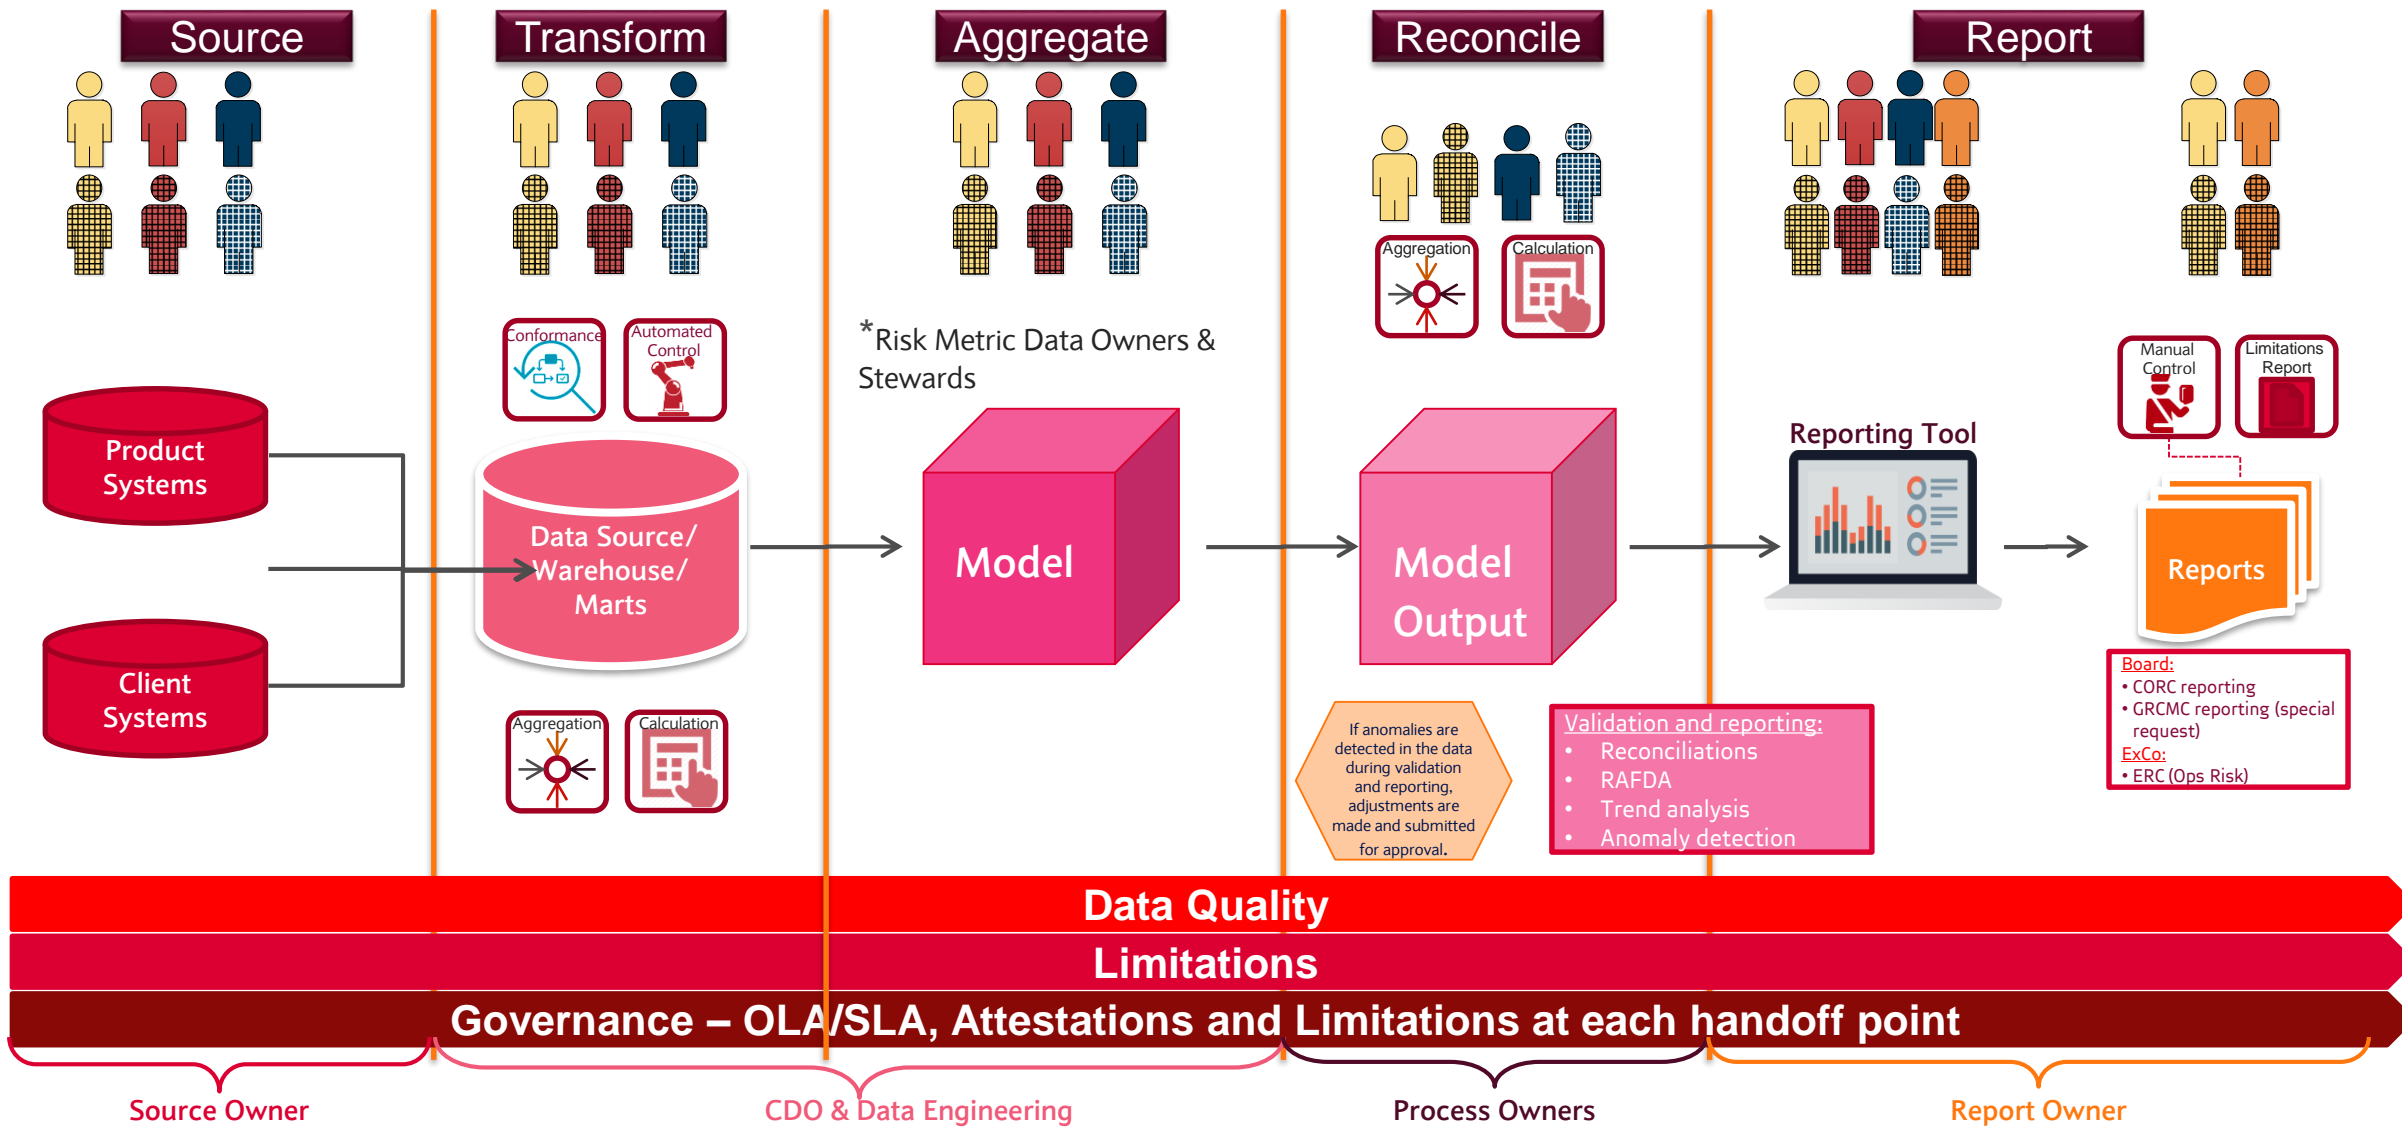 Source
Transform
Aggregate
Reconcile
Report
Conformance
Automated
Control
*Risk Metric Data Owners &
Stewards
Aggregation
Calculation
Manual
Control
Limitations
Report
Product
Systems
Client
Systems
Data Source/
Warehouse/
Marts
Model
Model
Output
Reporting Tool
Reports
Aggregation
Calculation
If anomalies are
detected in the data
during validation
and reporting,
adjustments are
made and submitted
for approval.
Validation and reporting:
• Reconciliations
• RAFDA
• Trend analysis
• Anomaly detection
Board:
• CORC reporting
• GRCMC reporting (special
request)
ExCo:
• ERC (Ops Risk)
Data Quality
Limitations
Governance – OLA/SLA, Attestations and Limitations at each handoff point
Source Owner
CDO & Data Engineering
Process Owners
Report Owner